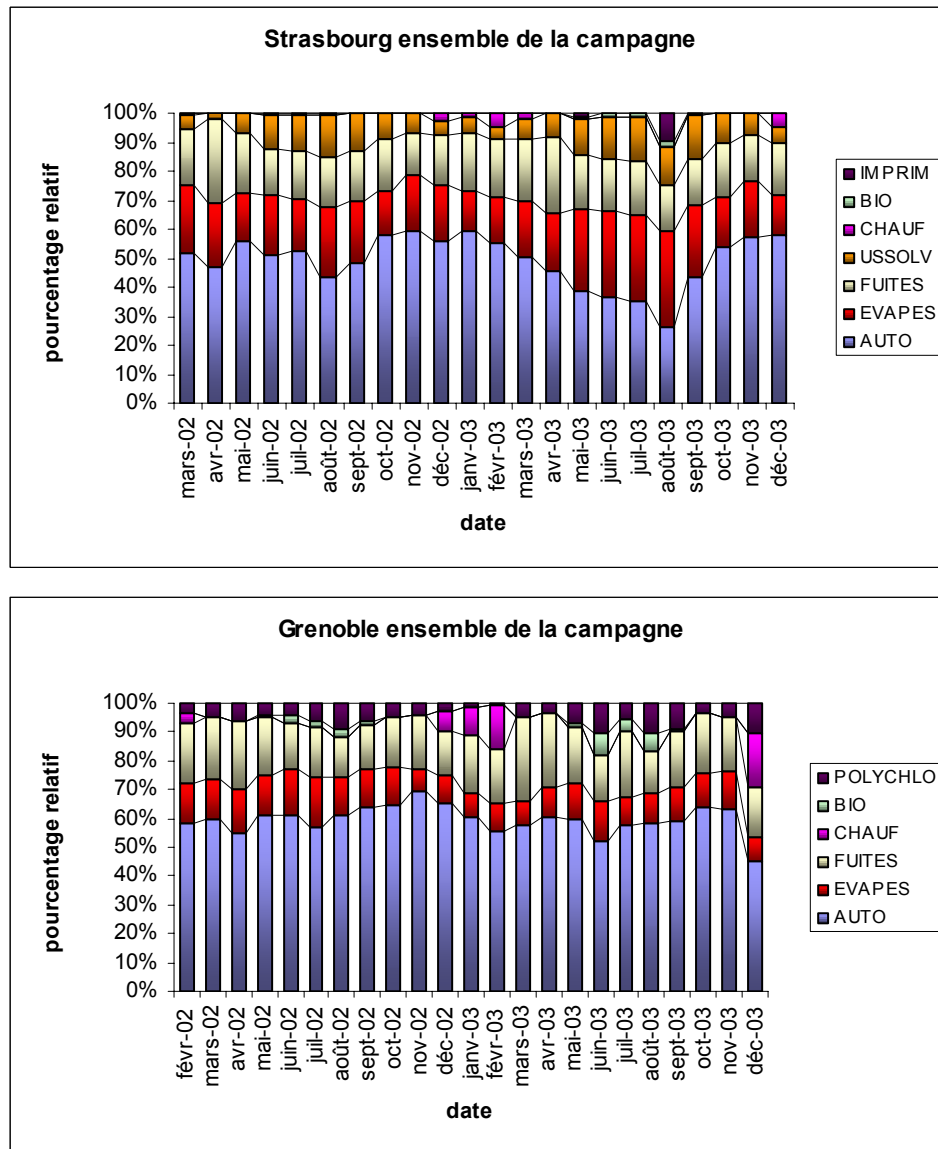 Strasbourg ensemble de la campagne
pourcentage relatif
100%
90%
80%
70%
60%
50%
40%
30%
20%
10%
0%
mars-02
avr-02
mai-02
juin-02
juil-02
août-02
sept-02
oct-02
nov-02
déc-02
janv-03
févr-03
mars-03
avr-03
mai-03
juin-03
juil-03
août-03
sept-03
oct-03
nov-03
déc-03
date
IMPRIM
BIO
CHAUF
USSOLV
FUITES
EVAPES
AUTO
Grenoble ensemble de la campagne
pourcentage relatif
100%
90%
80%
70%
60%
50%
40%
30%
20%
10%
0%
févr-02
mars-02
avr-02
mai-02
juin-02
juil-02
août-02
sept-02
oct-02
nov-02
déc-02
janv-03
févr-03
mars-03
avr-03
mai-03
juin-03
juil-03
août-03
sept-03
oct-03
nov-03
déc-03
date
POLYCHLO
BIO
CHAUF
FUITES
EVAPES
AUTO